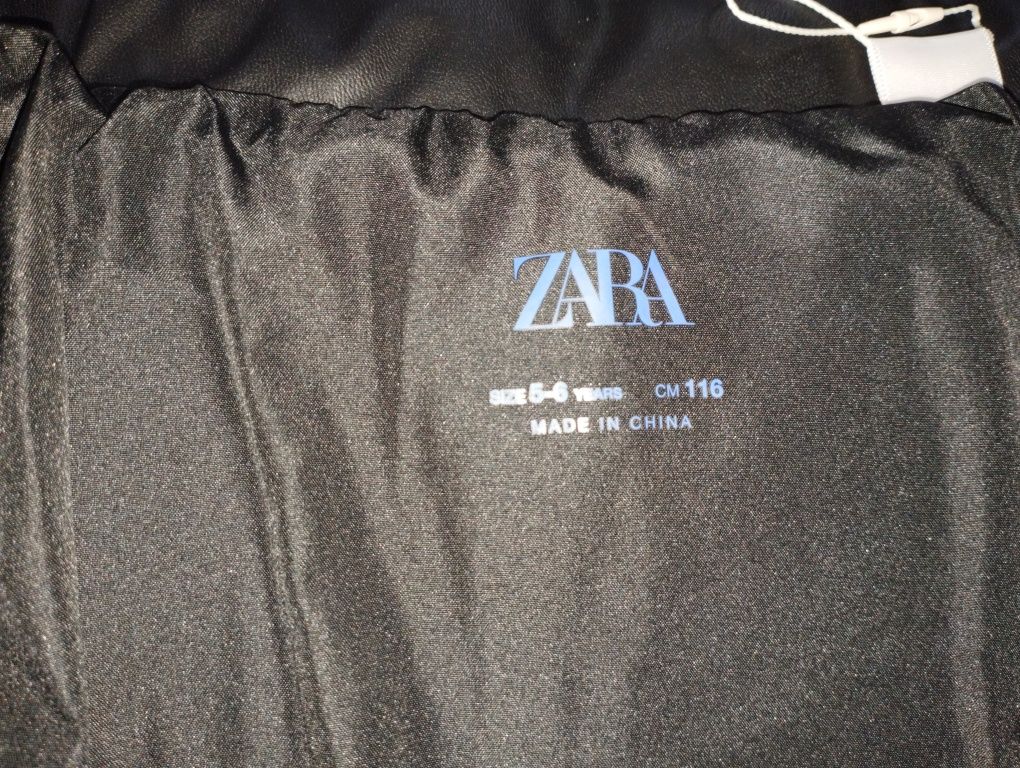 ZARA
SIZE 5-6 YEARS CM 116
MADE IN CHINA